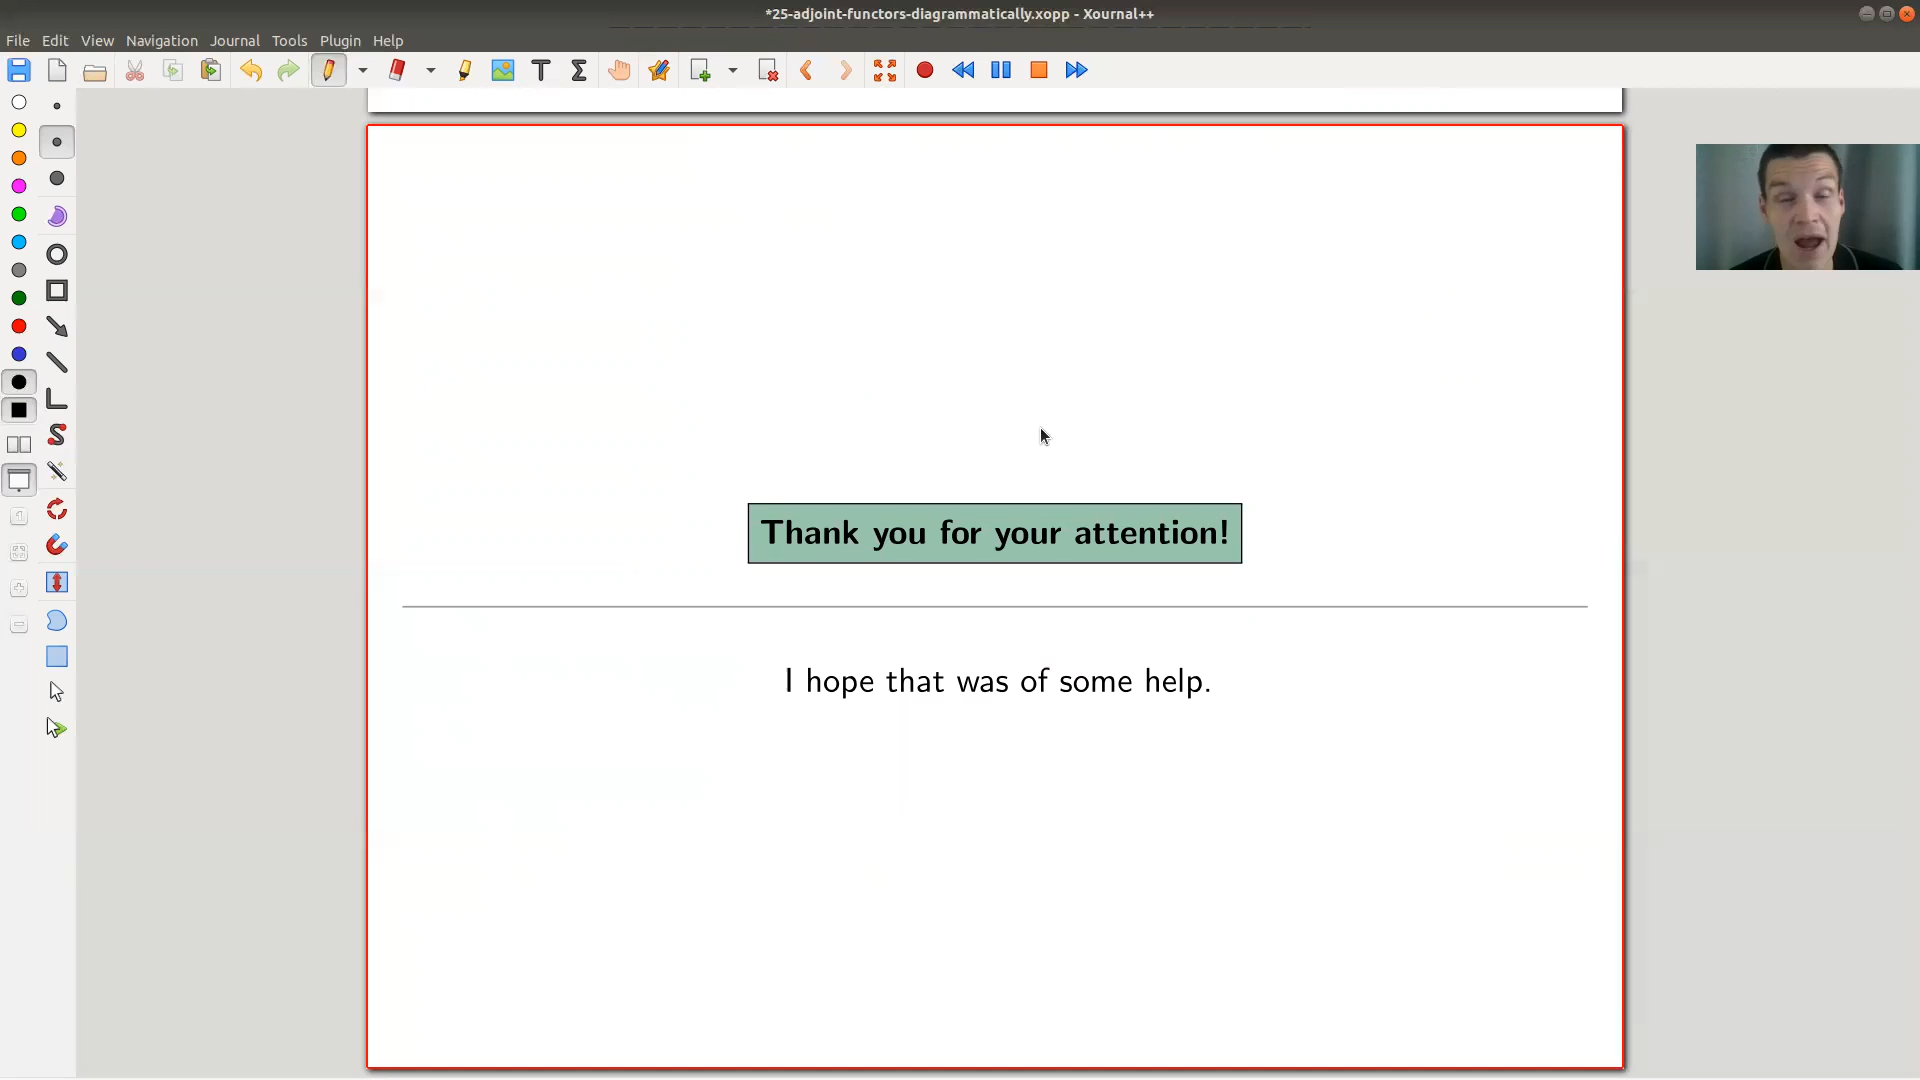 *25-adjoint-functors-diagrammatically.xopp - Xournal++
File Edit View Navigation Journal Tools Plugin Help
Thank you for your attention!
I hope that was of some help.